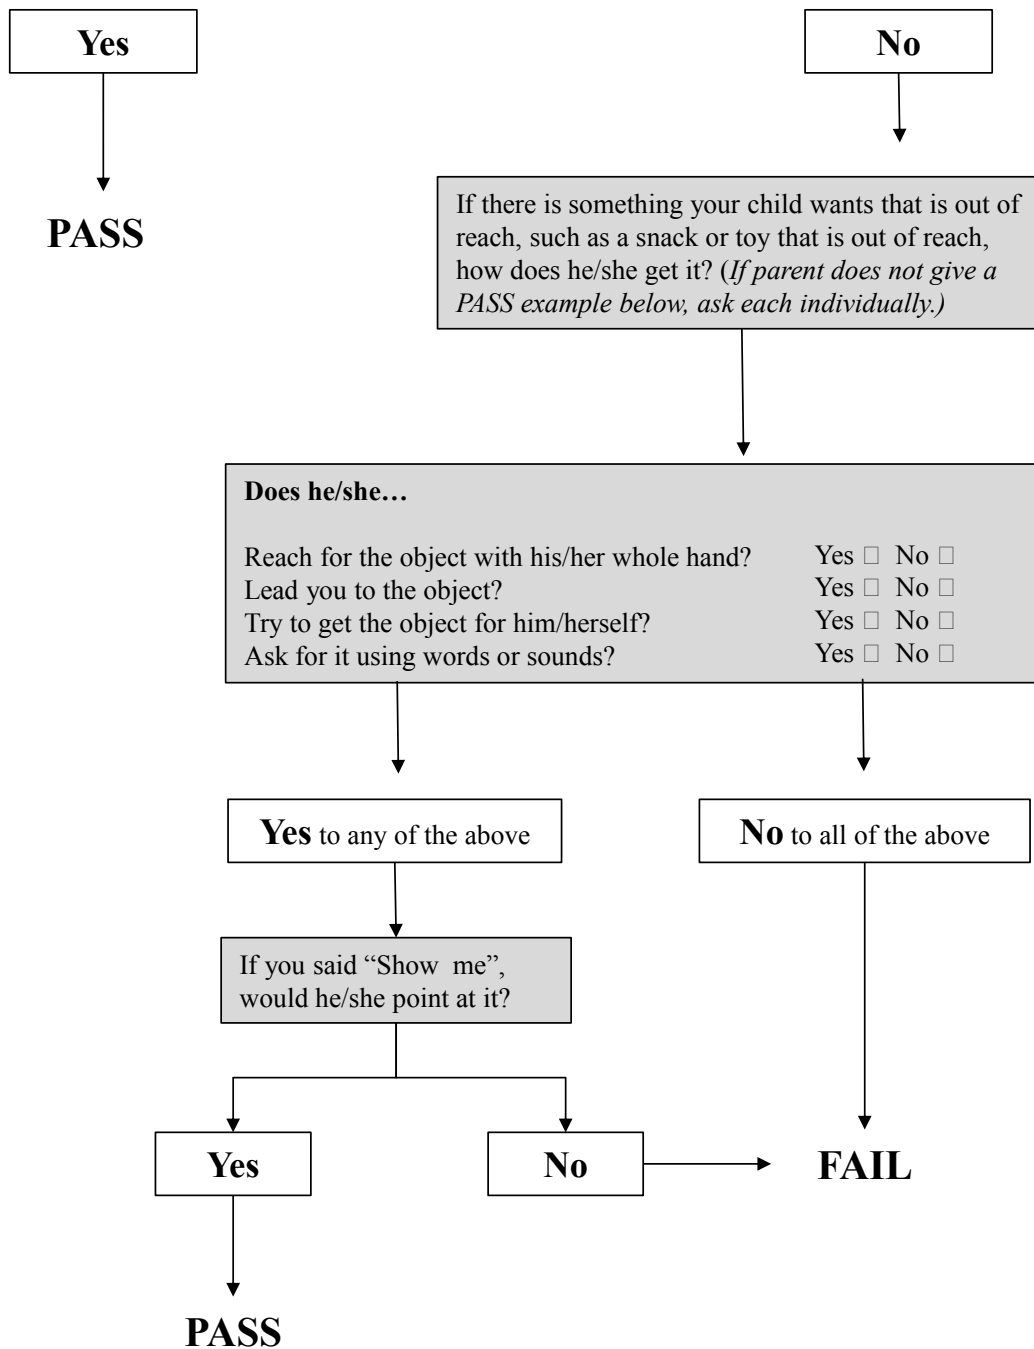 Yes
No
PASS
If there is something your child wants that is out of
reach, such as a snack or toy that is out of reach,
how does he/she get it? (If parent does not give a
PASS example below, ask each individually.)
Does he/she…
Reach for the object with his/her whole hand? Yes □ No □
Lead you to the object? Yes □ No □
Try to get the object for him/herself? Yes □ No □
Ask for it using words or sounds? Yes □ No □
Yes to any of the above
No to all of the above
If you said “Show me”,
would he/she point at it?
Yes
No
FAIL
PASS